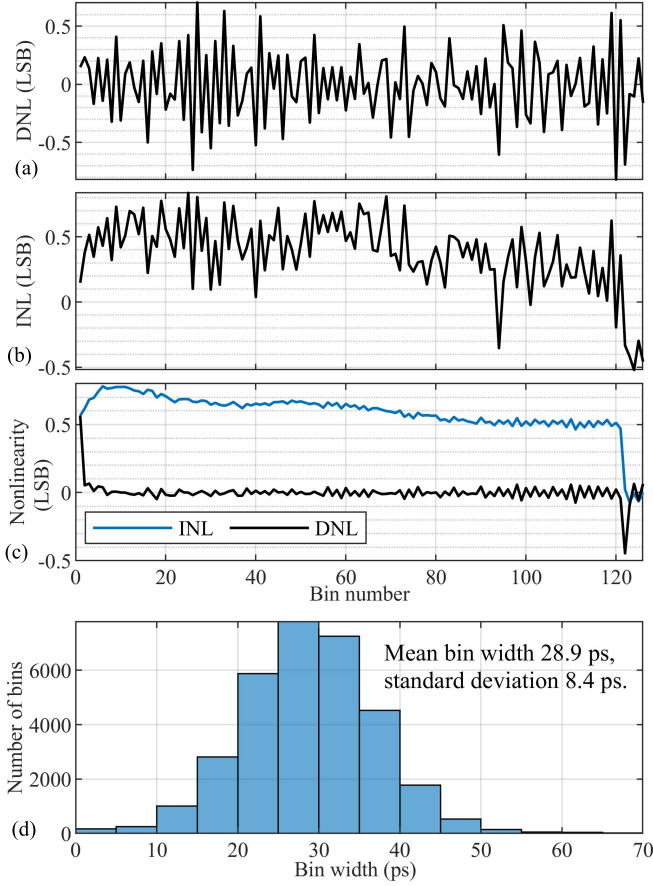 0.5
0
-0.5
DNL (LSB)
(a)
0.5
0
-0.5
INL (LSB)
(b)
0.5
0
-0.5
Nonlinearity
(LSB)
INL
DNL
(c)
1
20
40
60
80
100
120
Bin number
6000
4000
2000
0
Number of bins
Mean bin width 28.9 ps,
standard deviation 8.4 ps.
(d)
0
10
20
30
40
50
60
70
Bin width (ps)